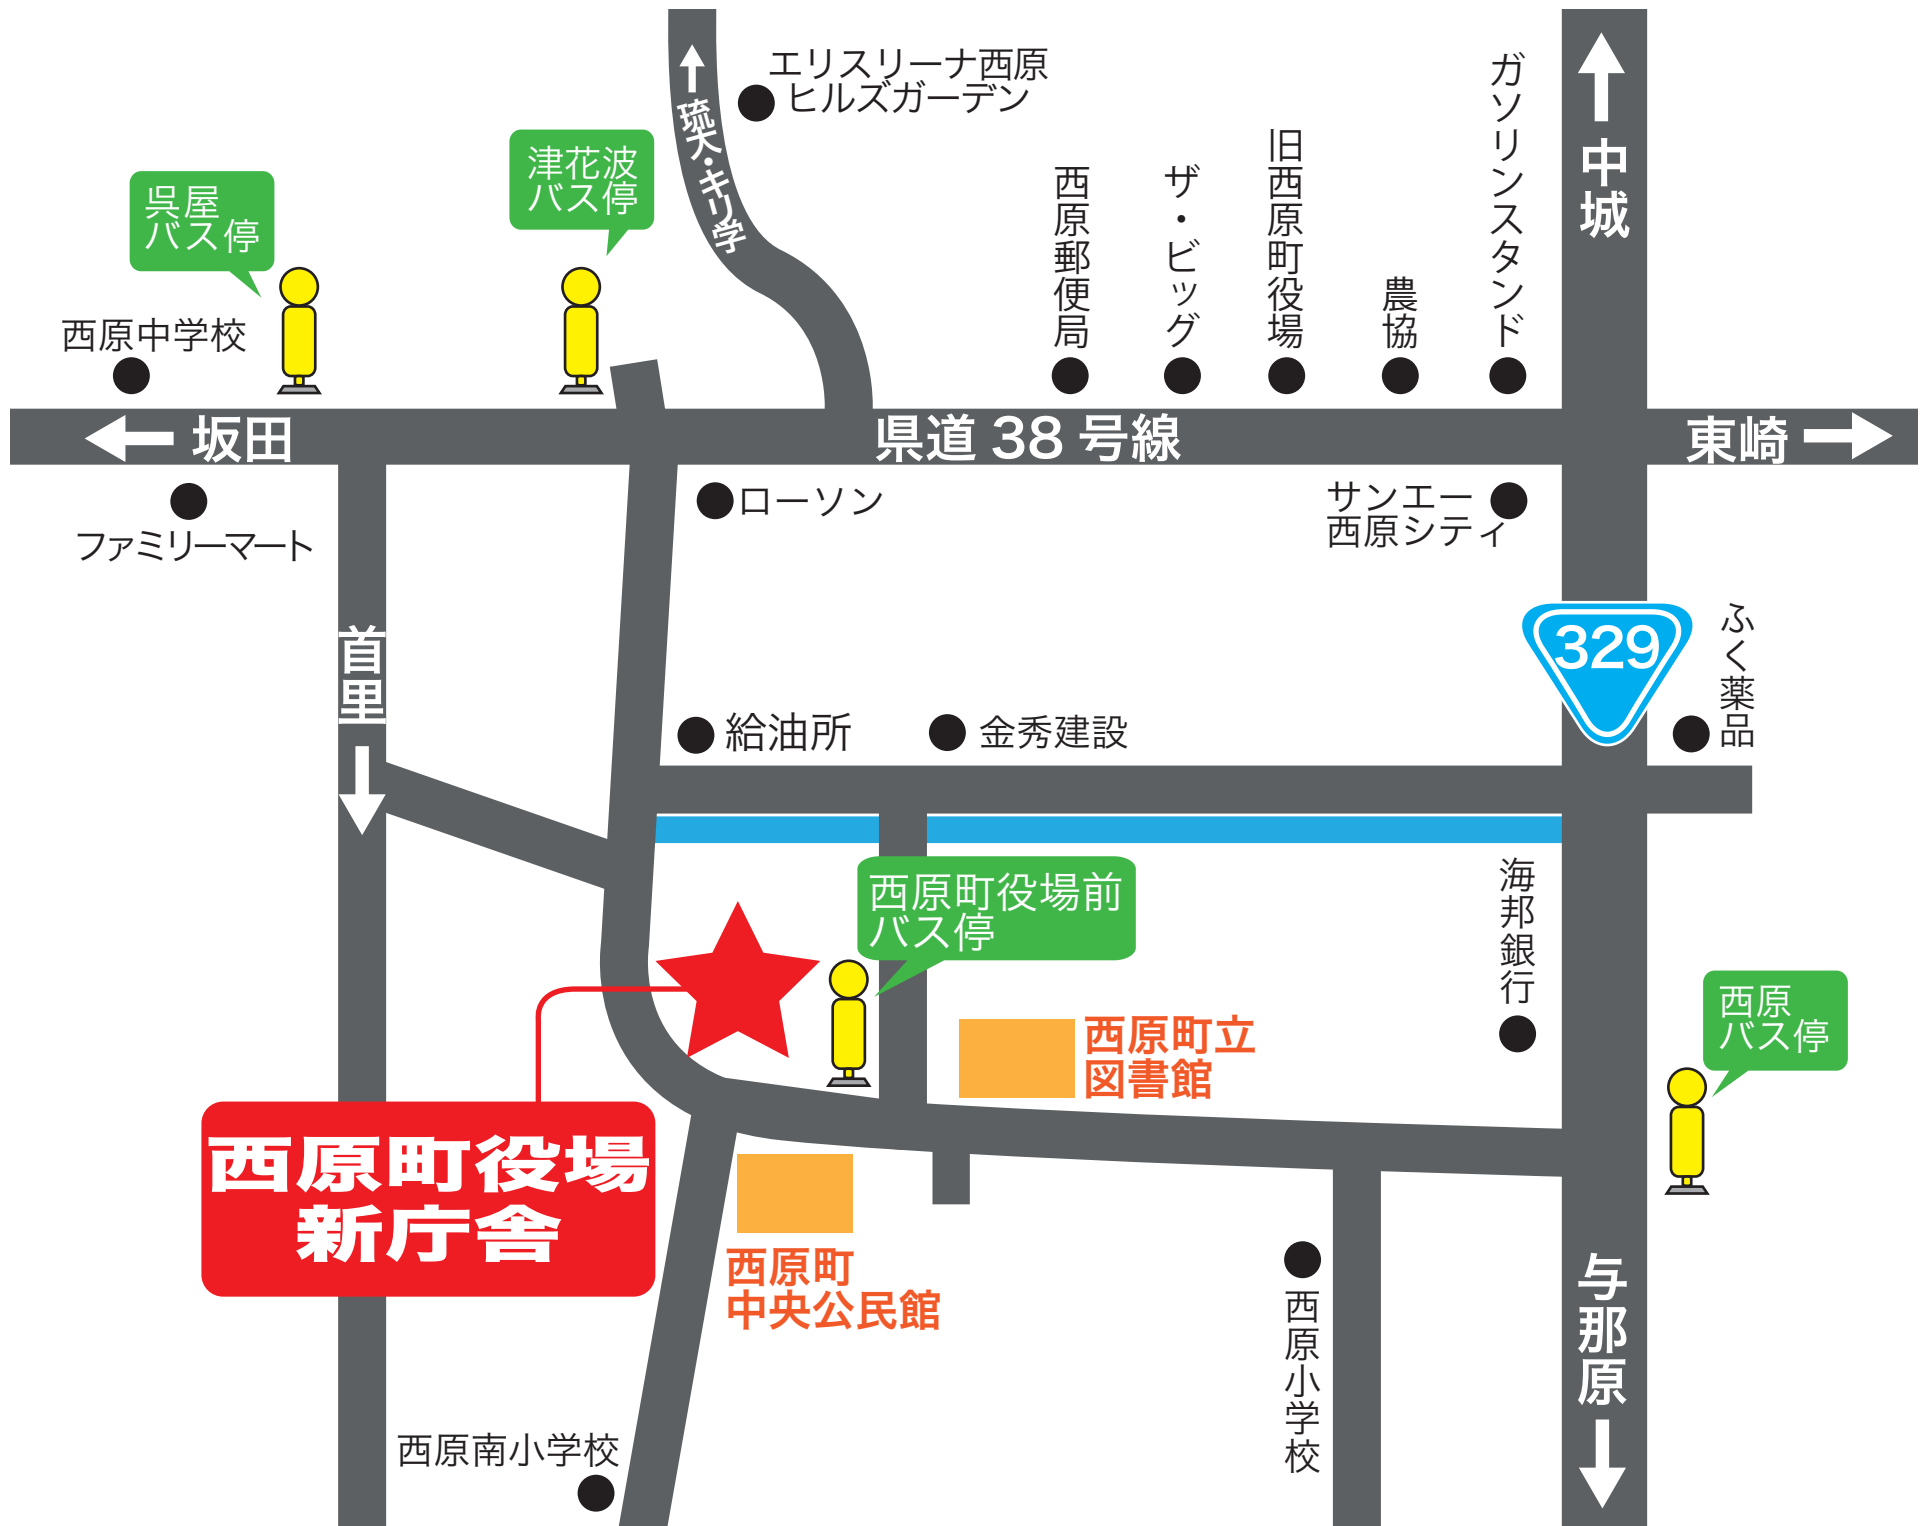 エリスリーナ西原
ヒルズガーデン
琉大・キリ学
呉屋
バス停
津花波
バス停
西原中学校
西原郵便局
ザ・ビッグ
旧西原町役場
農協
ガソリンスタンド
中城
坂田
県道 38 号線
東崎
ファミリーマート
ローソン
サンエー
西原シティ
首里
329
ふく薬品
給油所
金秀建設
西原町役場前
バス停
海邦銀行
西原
バス停
西原町立
図書館
西原町役場
新庁舎
西原町
中央公民館
西原小学校
与那原
西原南小学校